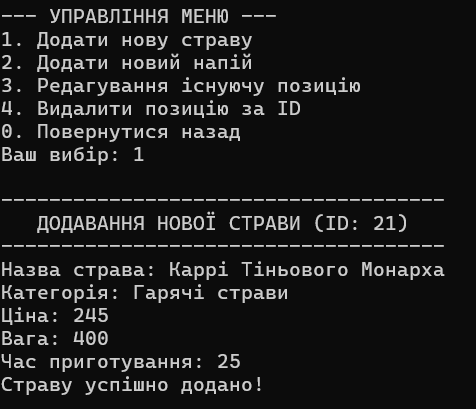 --- УПРАВЛІННЯ МЕНЮ ---
1. Додати нову страву
2. Додати новий напій
3. Редагування існуючу позицію
4. Видалити позицію за ID
0. Повернутися назад
Ваш вибір: 1
-------------------------------------
ДОДАВАННЯ НОВОЇ СТРАВИ (ID: 21)
-------------------------------------
Назва страва: Каррі Тіньового Монарха
Категорія: Гарячі страви
Ціна: 245
Вага: 400
Час приготування: 25
Страву успішно додано!